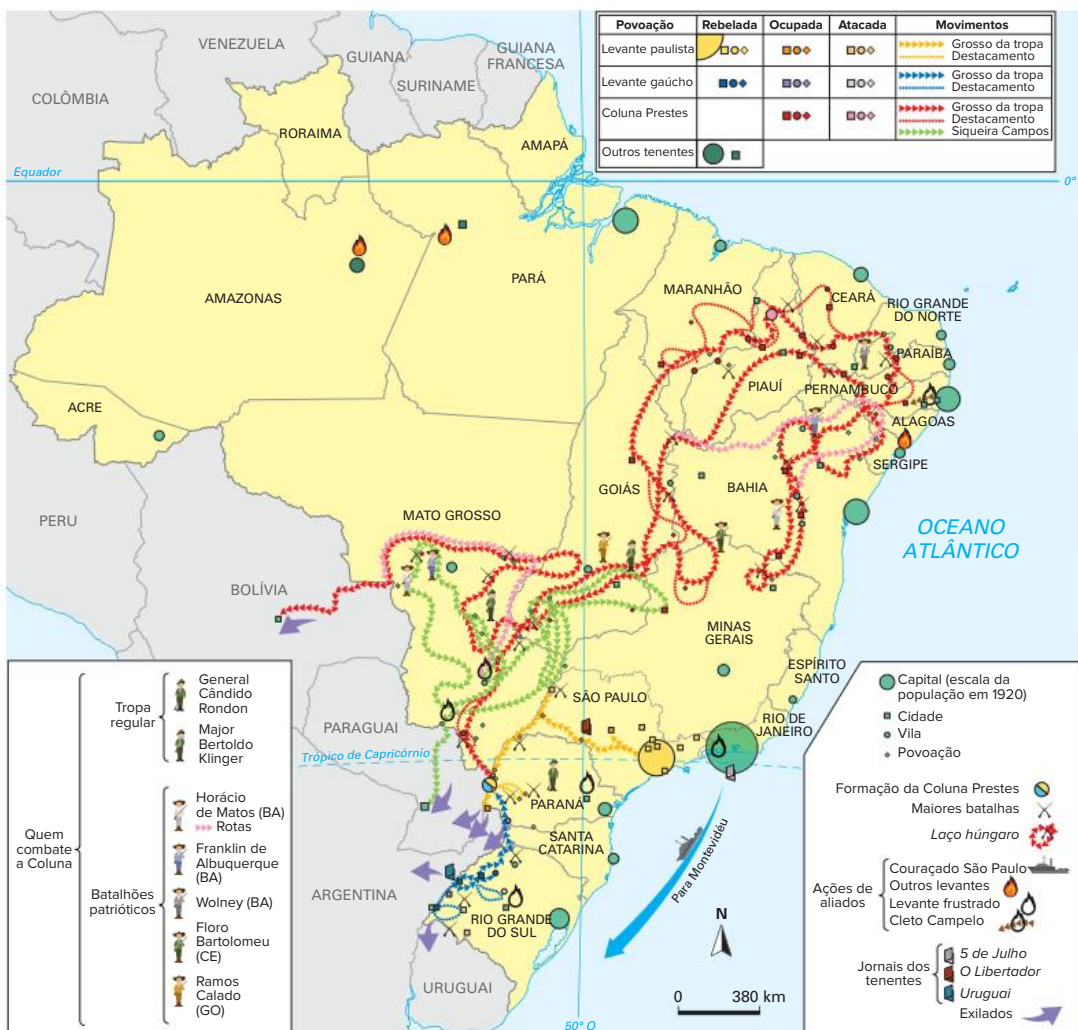 Povoação Rebelada Ocupada Atacada Movimentos
Levante paulista
Grosso da tropa
Destacamento
Levante gaúcho
Grosso da tropa
Destacamento
Coluna Prestes
Grosso da tropa
Destacamento
Siqueira Campos
Outros tenentes
VENEZUELA
GUIANA
GUIANA
FRANCESA
SURINAME
COLÔMBIA
RORAIMA
AMAPÁ
Equador
0°
AMAZONAS
PARÁ
MARANHÃO
CEARÁ
RIO GRANDE
DO NORTE
PARAÍBA
PIAUÍ
PERNAMBUCO
ACRE
ALAGOAS
SERGIPE
PERU
GOIÁS
BAHIA
MATO GROSSO
OCEANO
ATLÂNTICO
BOLÍVIA
MINAS
GERAIS
ESPÍRITO
SANTO
SÃO PAULO
RIO DE
JANEIRO
PARAGUAI
Trópico de Capricórnio
PARANÁ
SANTA
CATARINA
ARGENTINA
Para Montevidéu
RIO GRANDE
DO SUL
URUGUAI
N
0 380 km
50° O
Quem
combate
a Coluna
Tropa
regular
General
Cândido
Rondon
Major
Bertoldo
Klinger
Batalhões
patrióticos
Horácio
de Matos (BA)
Rotas
Franklin de
Albuquerque
(BA)
Wolney (BA)
Floro
Bartolomeu
(CE)
Ramos
Calado
(GO)
Capital (escala da
população em 1920)
Cidade
Vila
Povoação
Formação da Coluna Prestes
Maiores batalhas
Laço húngaro
Ações de
aliados
Couraçado São Paulo
Outros levantes
Levante frustrado
Cleto Campelo
Jornais dos
tenentes
5 de Julho
O Libertador
Uruguai
Exilados